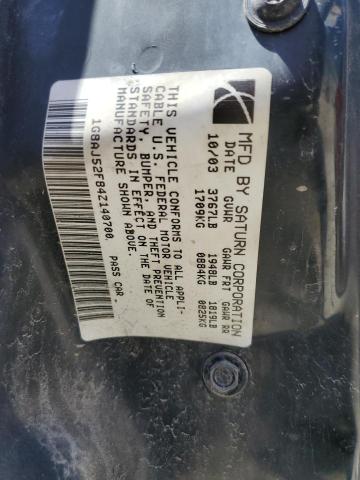 MFD BY SATURN CORPORATION
DATE GVWR GAWR FRT GAWR RR
10/03 3767LB 1948LB 1819LB
1709KG 0884KG 0825KG
THIS VEHICLE CONFORMS TO ALL APPLI-
CABLE U.S. FEDERAL MOTOR VEHICLE
SAFETY, BUMPER, AND THEFT PREVENTION
STANDARDS IN EFFECT ON THE DATE OF
MANUFACTURE SHOWN ABOVE.
1G8AJ52F84Z140700 PASS CAR